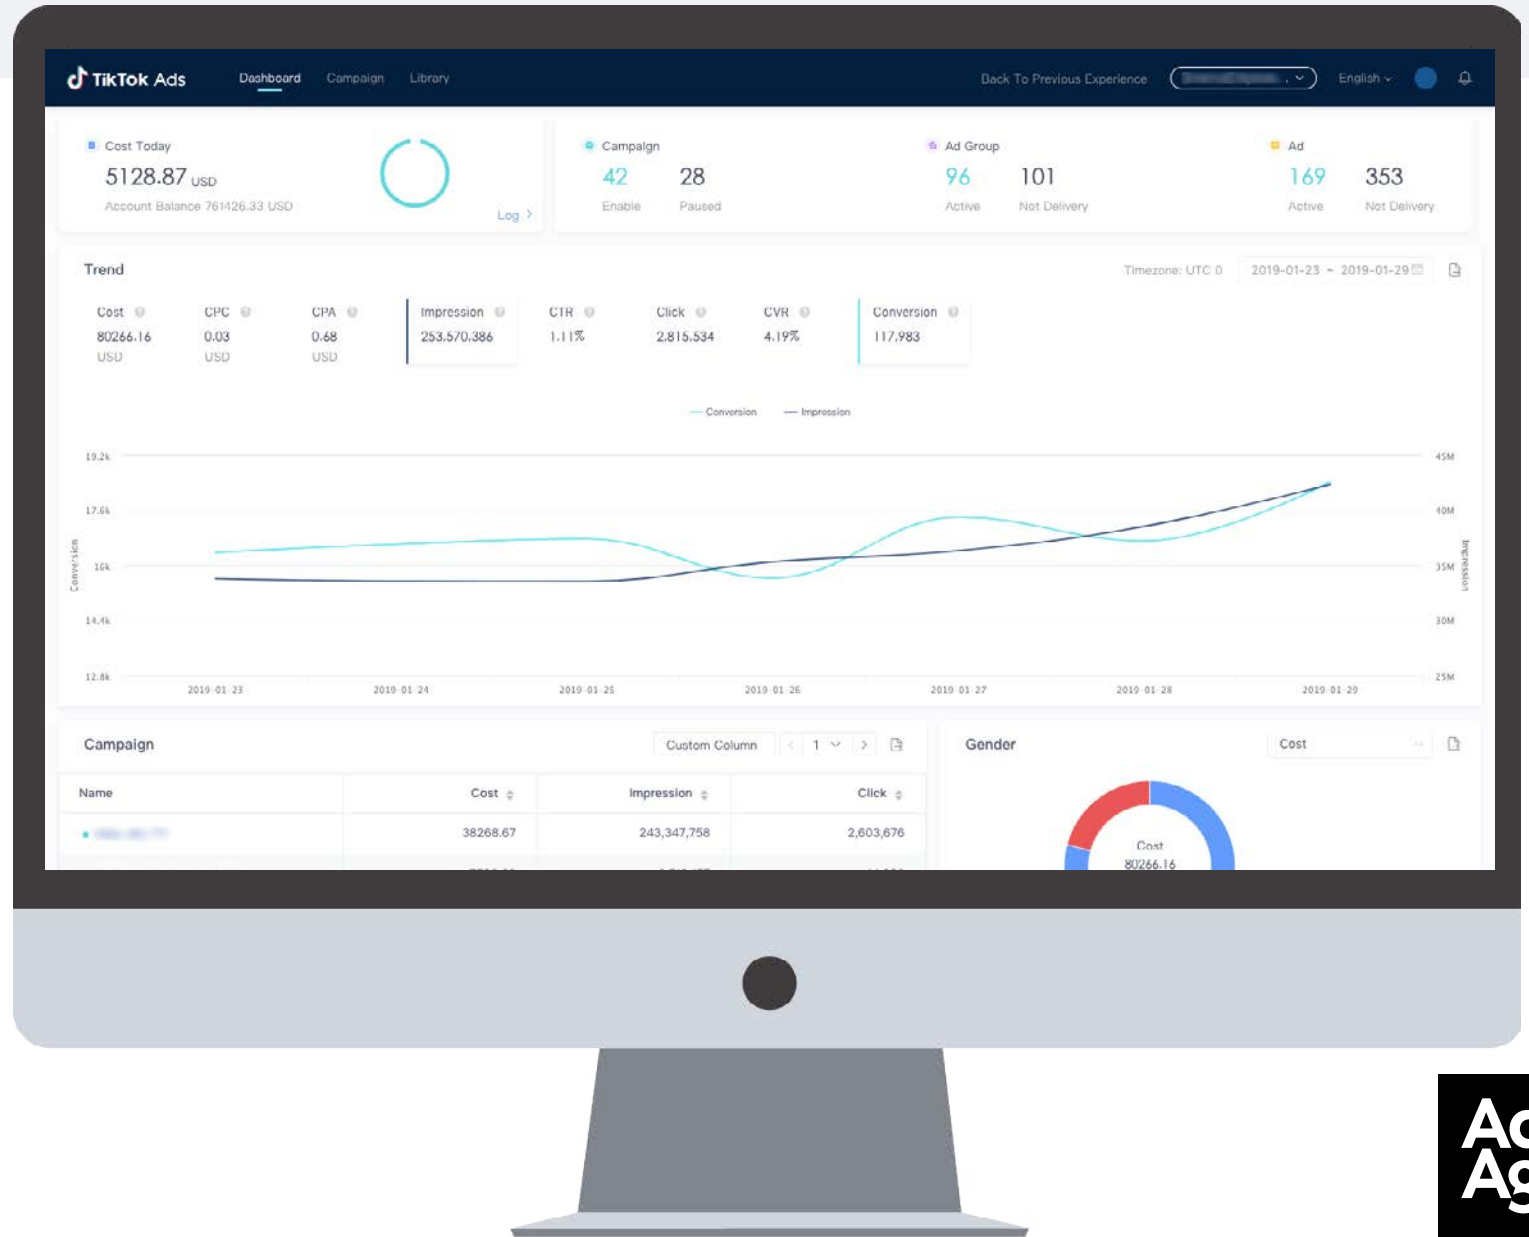 TikTok Ads Dashboard Campaign Library Back To Previous Experience English
Cost Today
5128.87 USD
Account Balance 761426.33 USD
Log >
Campaign
42 28
Enable Paused
Ad Group
96 101
Active Not Delivery
Ad
169 353
Active Not Delivery
Trend Timezone: UTC 0 2019-01-23 ~ 2019-01-29
Cost CPC CPA Impression CTR Click CVR Conversion
80266.16 0.03 0.68 253,570,386 1.11% 2,815,534 4.19% 117,983
USD USD USD
Conversion Impression
19.2k 45M
17.6k 40M
16k 35M
14.4k 30M
12.8k 25M
Conversion
Impression
2019-01-23 2019-01-24 2019-01-25 2019-01-26 2019-01-27 2019-01-28 2019-01-29
Campaign Custom Column < 1 >
Name Cost Impression Click
38268.67 243,347,758 2,603,676
Gender Cost
Cost
80266.16